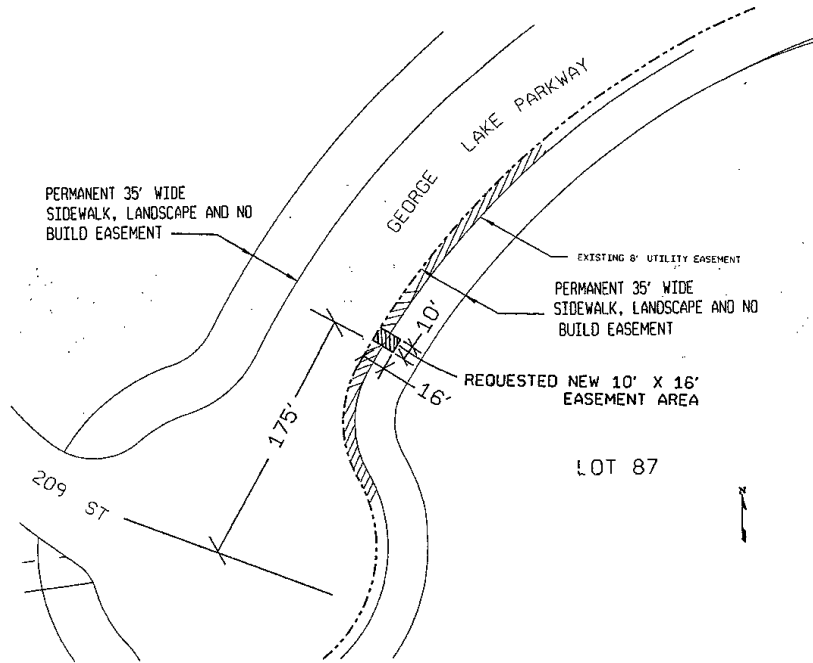 GEORGE LAKE PARKWAY
PERMANENT 35' WIDE
SIDEWALK, LANDSCAPE AND NO
BUILD EASEMENT
EXISTING 8' UTILITY EASEMENT
PERMANENT 35' WIDE
SIDEWALK, LANDSCAPE AND NO
BUILD EASEMENT
10'
16'
REQUESTED NEW 10' X 16'
EASEMENT AREA
175'
LOT 87
209 ST
N